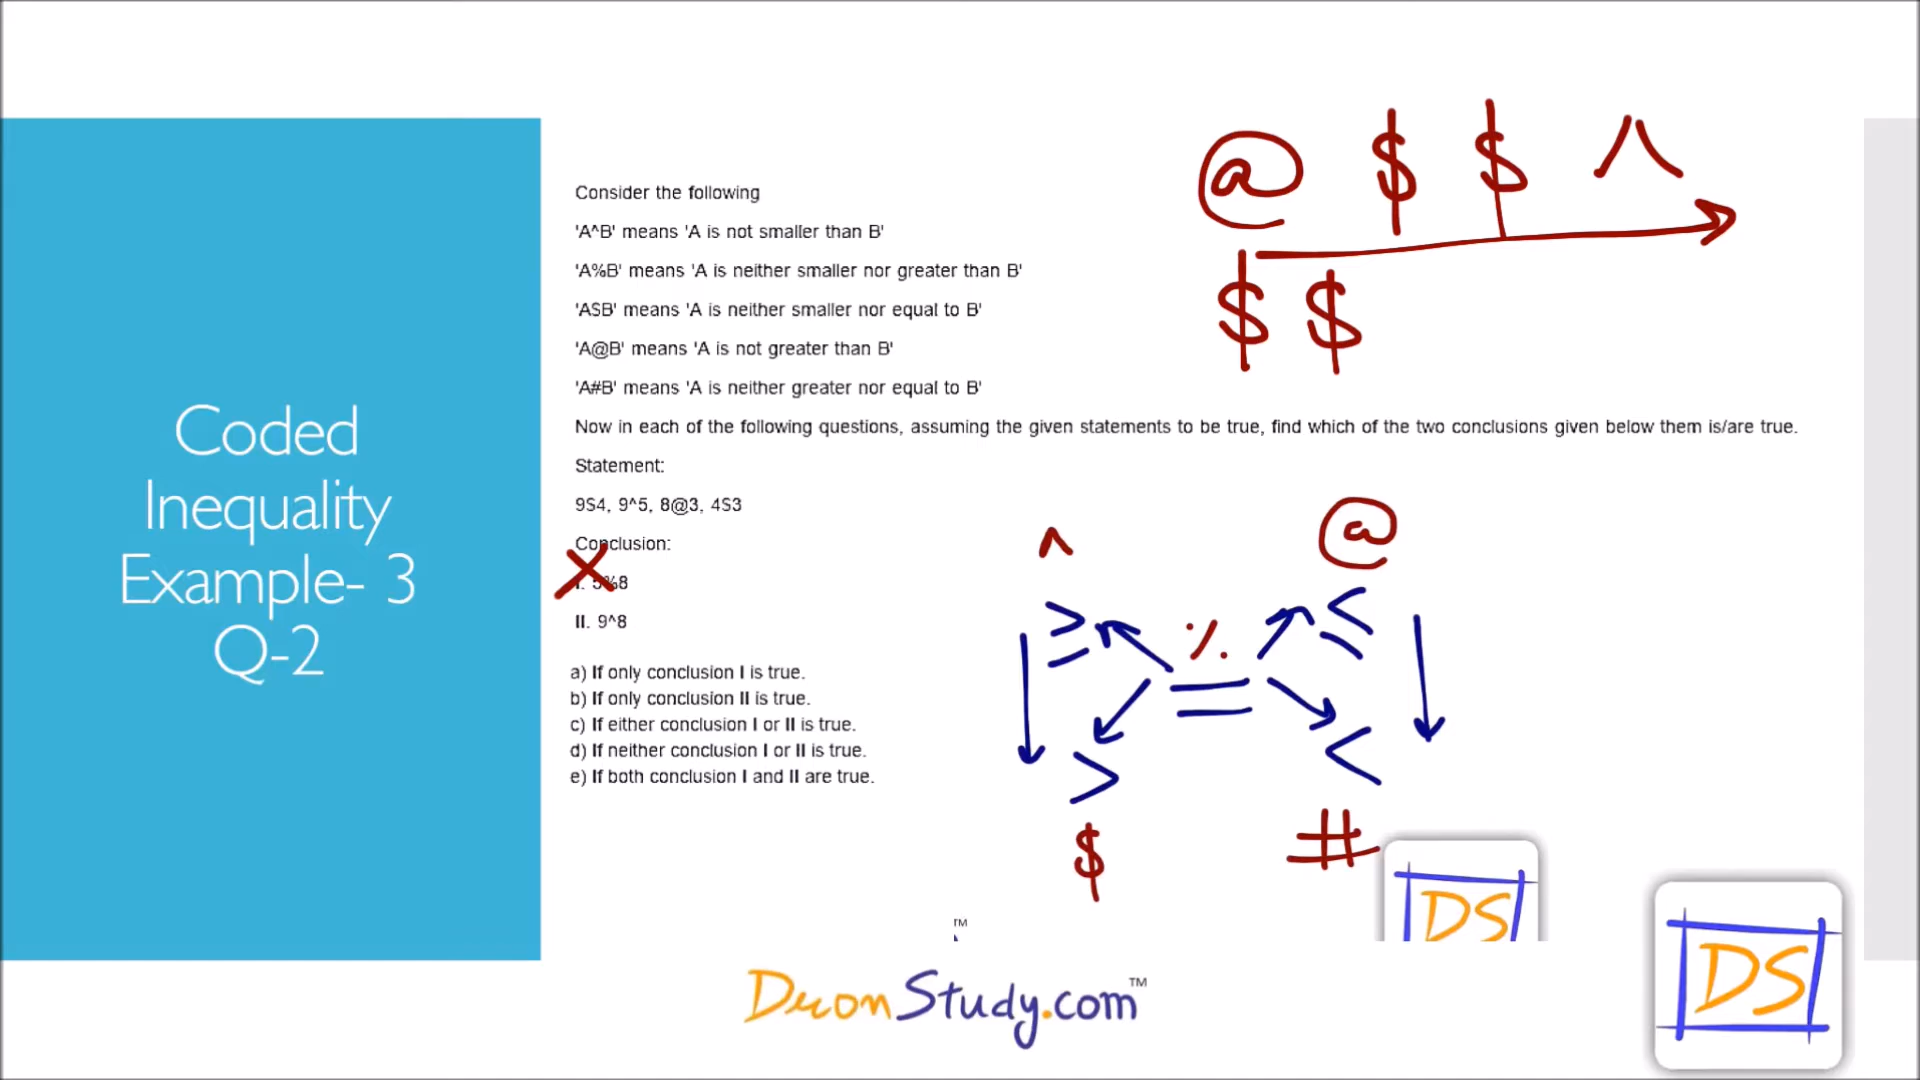 Coded
Inequality
Example- 3
Q-2
Consider the following
'A^B' means 'A is not smaller than B'
'A%B' means 'A is neither smaller nor greater than B'
'A$B' means 'A is neither smaller nor equal to B'
'A@B' means 'A is not greater than B'
'A#B' means 'A is neither greater nor equal to B'
Now in each of the following questions, assuming the given statements to be true, find which of the two conclusions given below them is/are true.
Statement:
9$4, 9^5, 8@3, 4$3
Conclusion:
I. 5%8
II. 9^8
a) If only conclusion I is true.
b) If only conclusion II is true.
c) If either conclusion I or II is true.
d) If neither conclusion I or II is true.
e) If both conclusion I and II are true.
@ $ $ ^
$ $
^ @
≥ % ≤
=
> <
$ #
DS
™
DronStudy.com™
DS